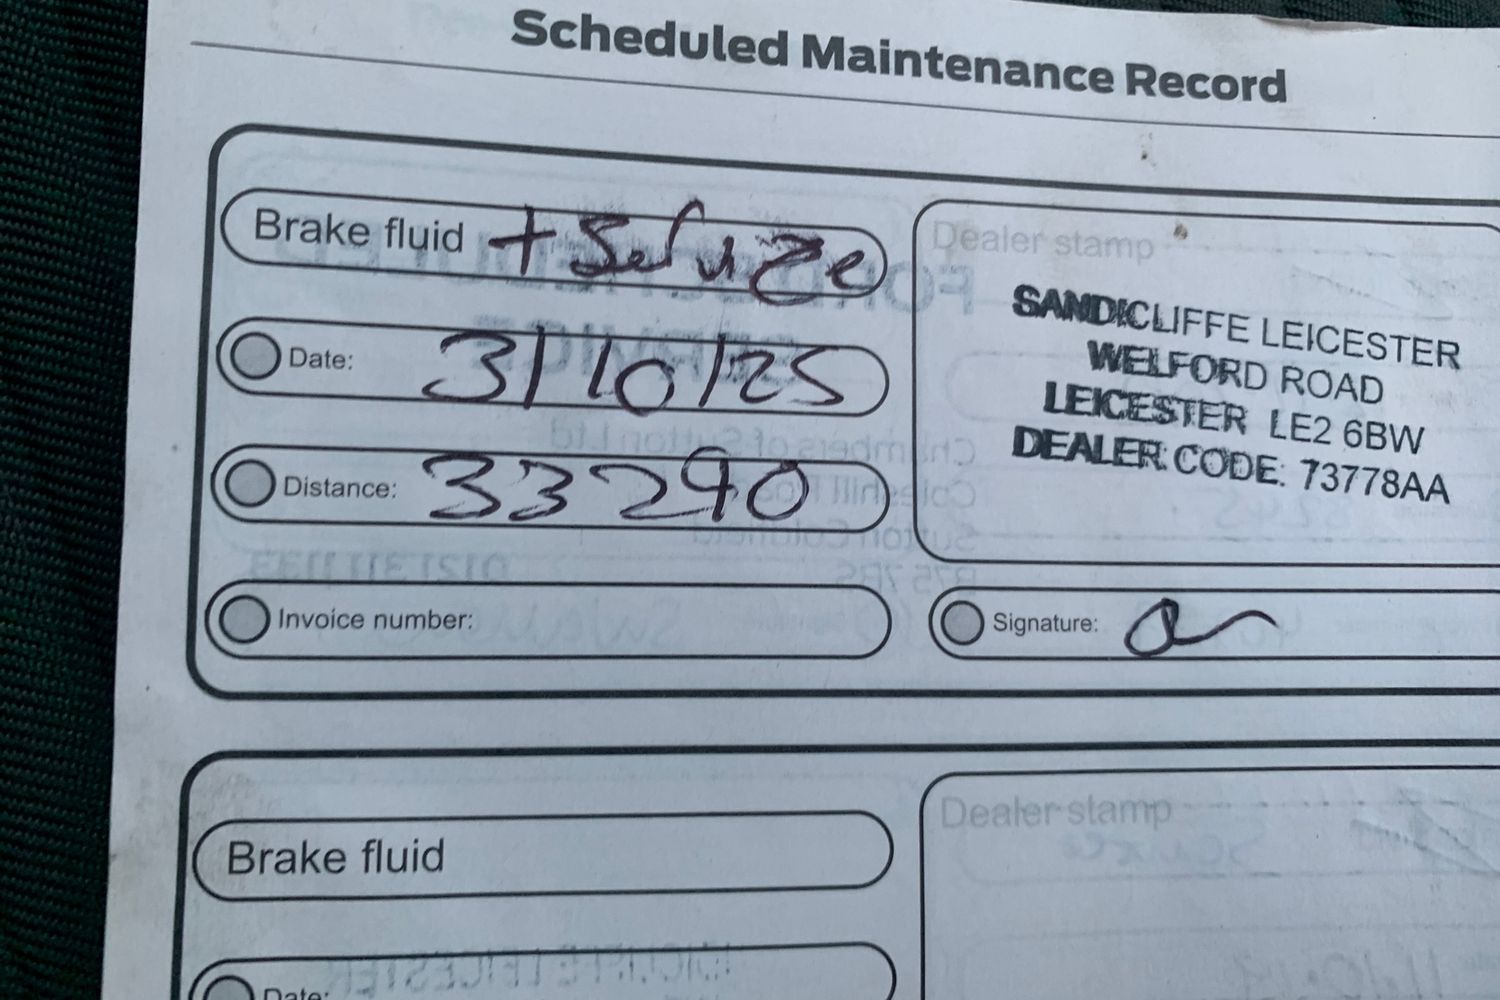 Scheduled Maintenance Record
Brake fluid + Service
Date: 31/10/25
Distance: 33290
Invoice number:
Dealer stamp
SANDICLIFFE LEICESTER
WELFORD ROAD
LEICESTER LE2 6BW
DEALER CODE: 73778AA
Signature:
Brake fluid
Date:
Dealer stamp